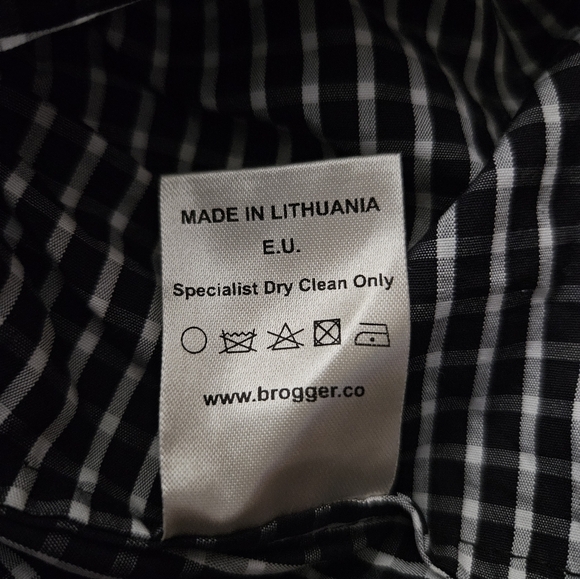 MADE IN LITHUANIA
E.U.
Specialist Dry Clean Only
www.brogger.co